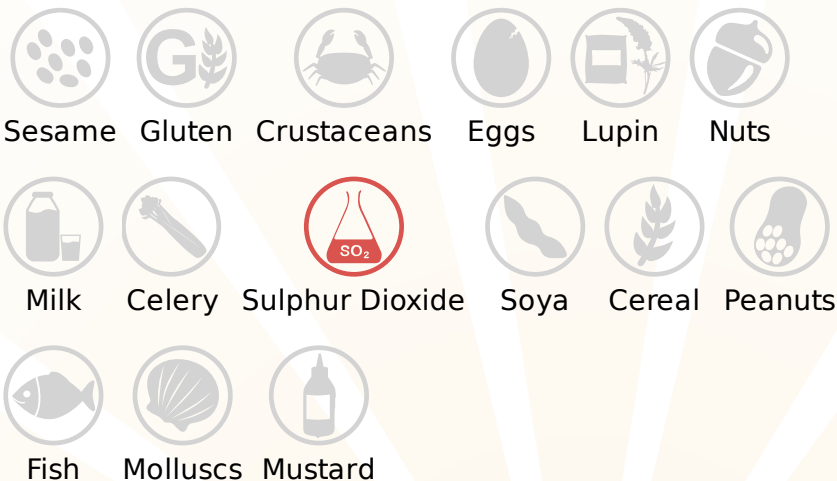 G
Sesame Gluten Crustaceans Eggs Lupin Nuts
SO₂
Milk Celery Sulphur Dioxide Soya Cereal Peanuts
Fish Molluscs Mustard